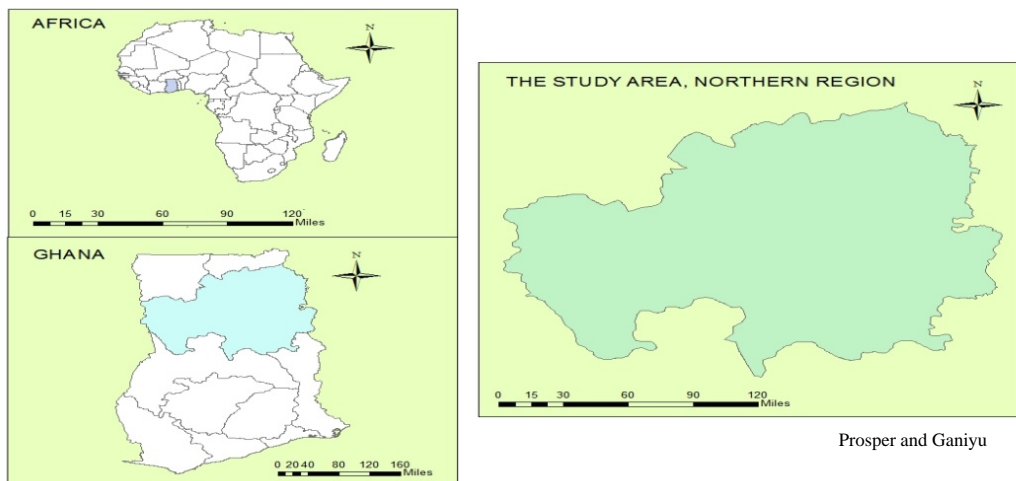 AFRICA
N
0 15 30 60 90 120
Miles
GHANA
N
0 20 40 80 120 160
Miles
THE STUDY AREA, NORTHERN REGION
N
0 15 30 60 90 120
Miles
Prosper and Ganiyu